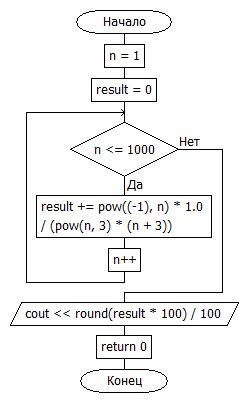 Начало
n = 1
result = 0
n <= 1000
Нет
Да
result += pow((-1), n) * 1.0
/ (pow(n, 3) * (n + 3))
n++
cout << round(result * 100) / 100
return 0
Конец